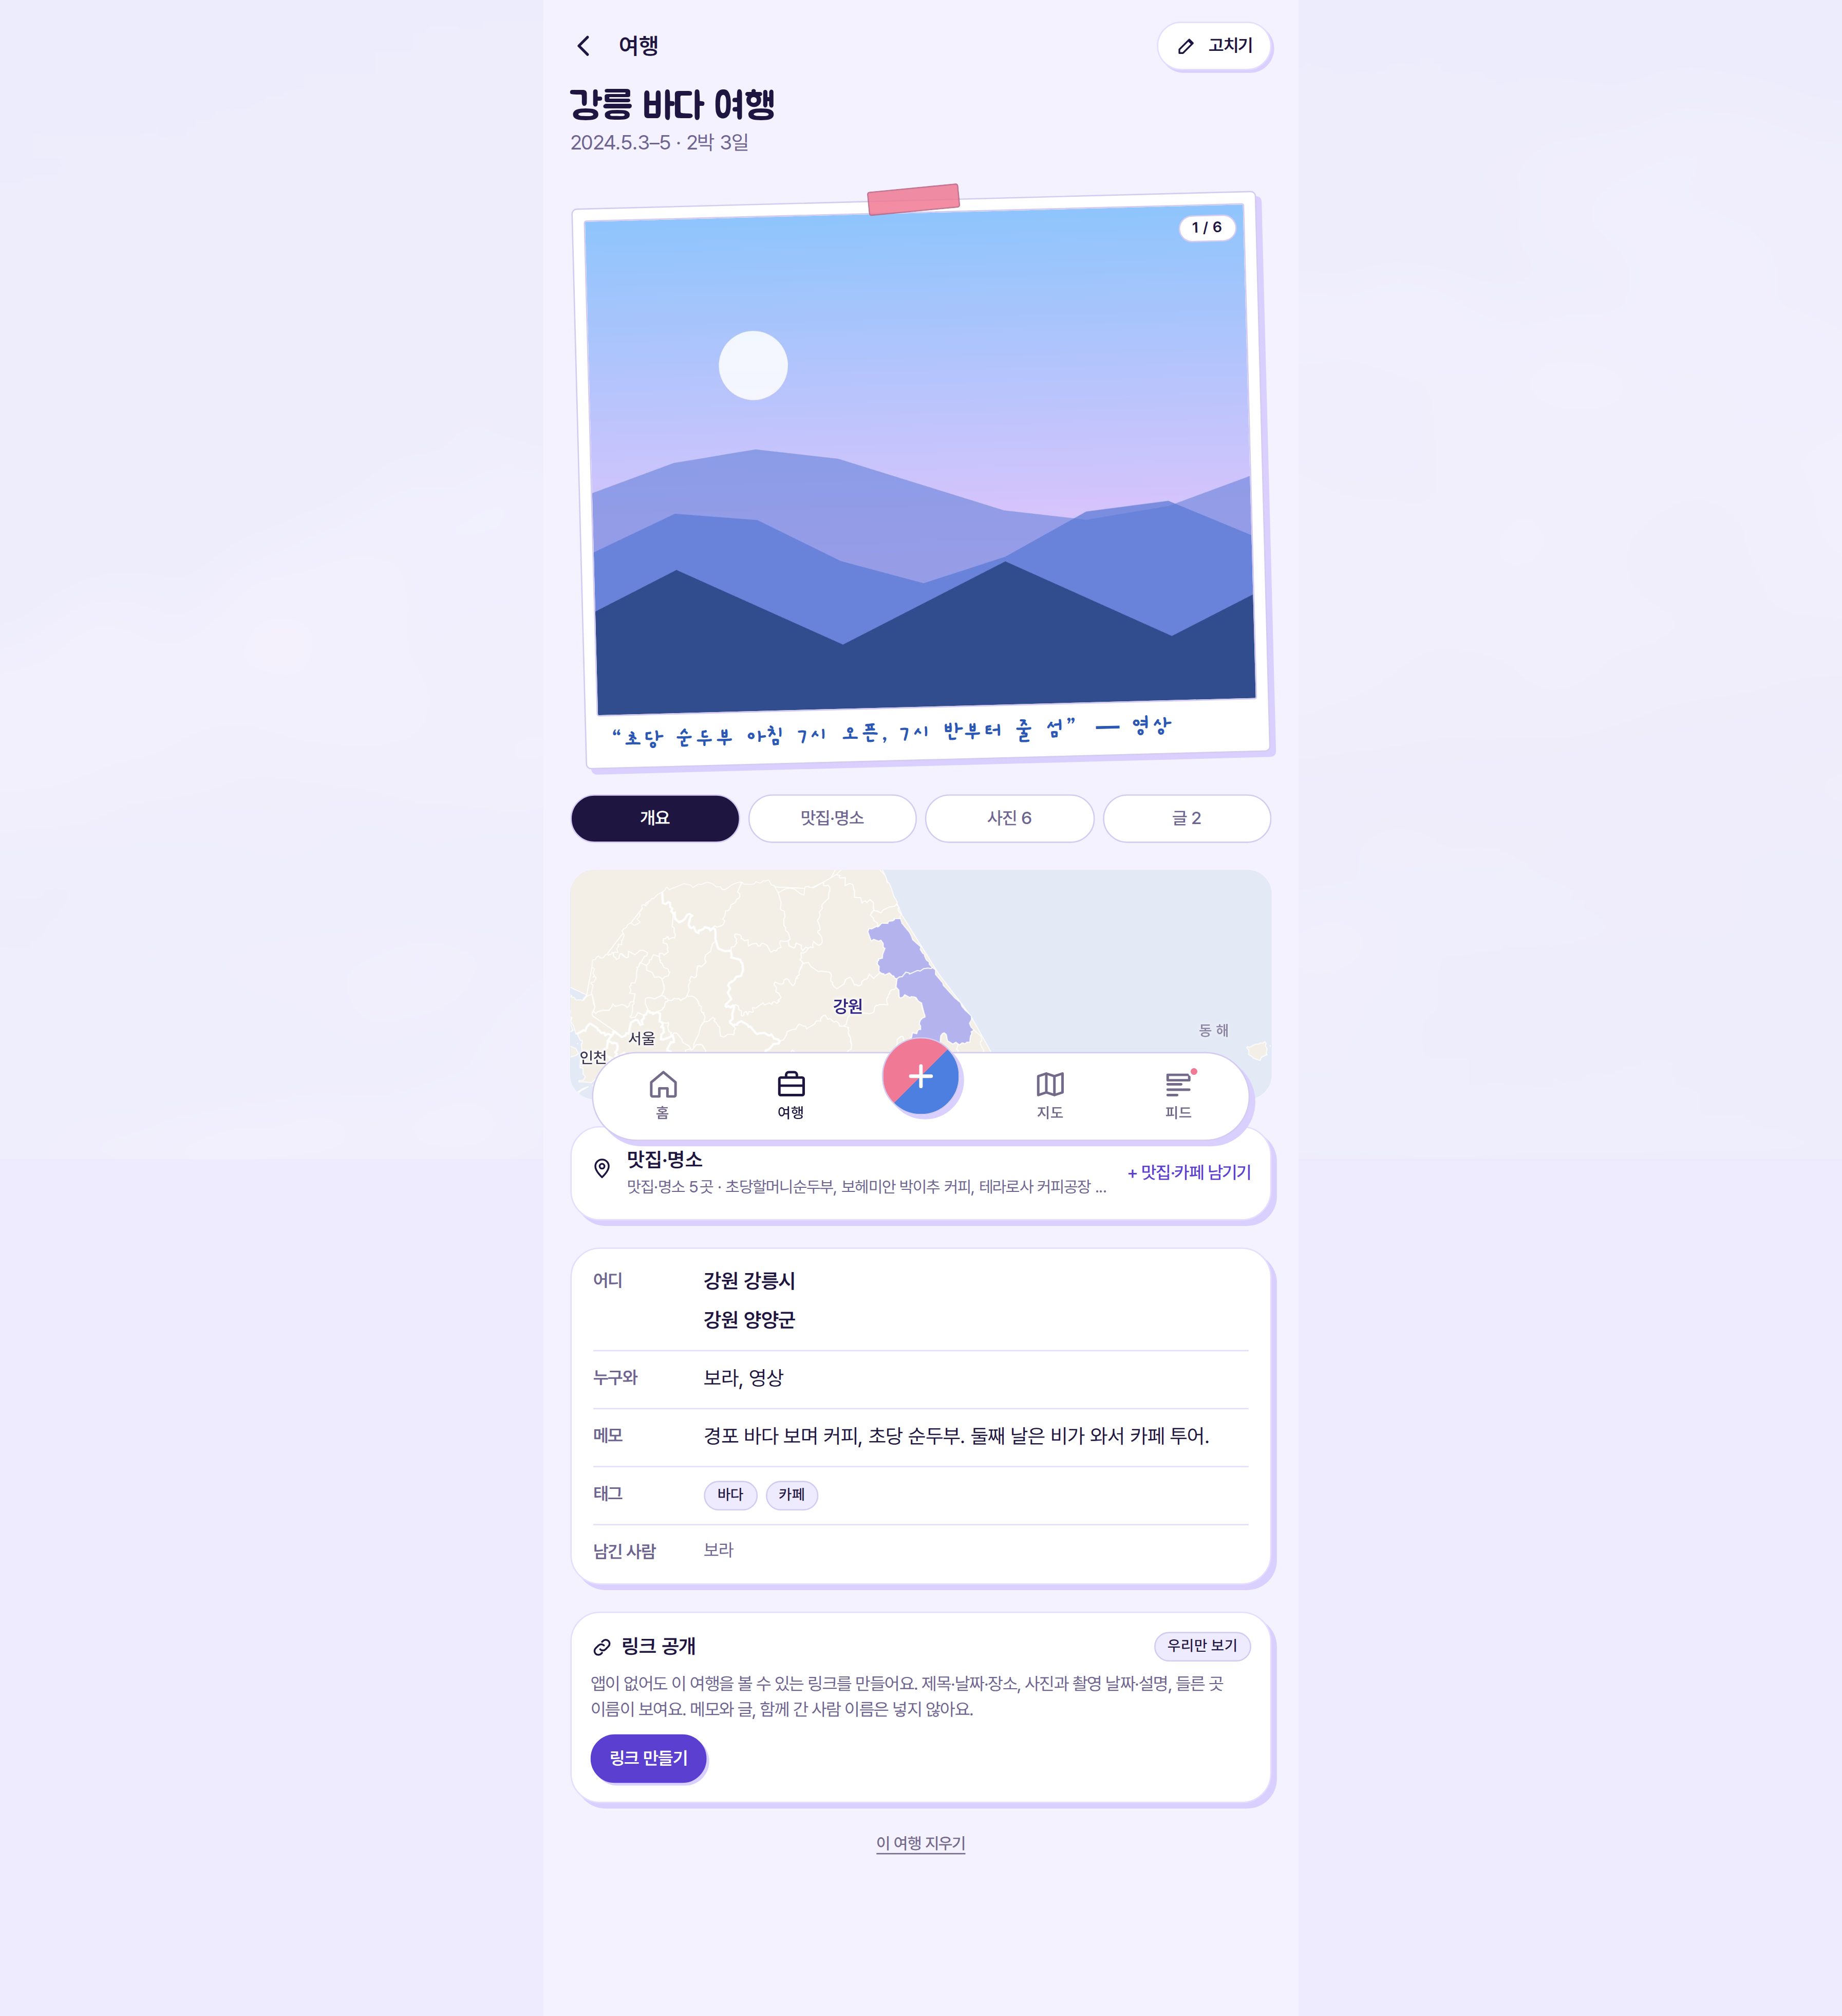 여행
고치기
강릉 바다 여행
2024.5.3–5 · 2박 3일
1 / 6
“초당 순두부 아침 7시 오픈, 7시 반부터 줄 섬” — 영상
개요
맛집·명소
사진 6
글 2
강원
서울
인천
동 해
홈
여행
지도
피드
맛집·명소
맛집·명소 5곳 · 초당할머니순두부, 보헤미안 박이추 커피, 테라로사 커피공장 ...
+ 맛집·카페 남기기
어디
강원 강릉시
강원 양양군
누구와
보라, 영상
메모
경포 바다 보며 커피, 초당 순두부. 둘째 날은 비가 와서 카페 투어.
태그
바다
카페
남긴 사람
보라
링크 공개
우리만 보기
앱이 없어도 이 여행을 볼 수 있는 링크를 만들어요. 제목·날짜·장소, 사진과 촬영 날짜·설명, 들른 곳
이름이 보여요. 메모와 글, 함께 간 사람 이름은 넣지 않아요.
링크 만들기
이 여행 지우기